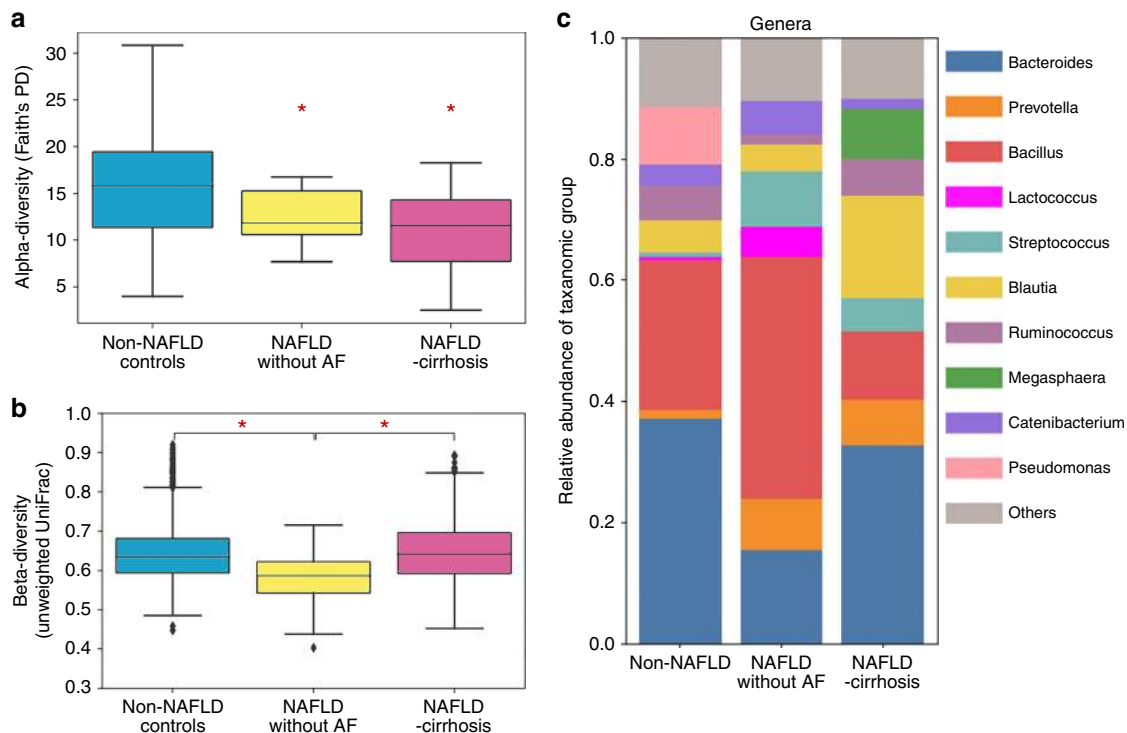 a
Alpha-diversity (Faith's PD)
30
25
20
15
10
5
*
*
Non-NAFLD
controls
NAFLD
without AF
NAFLD
-cirrhosis
b
Beta-diversity
(unweighted UniFrac)
1.0
0.9
0.8
0.7
0.6
0.5
0.4
0.3
*
*
Non-NAFLD
controls
NAFLD
without AF
NAFLD
-cirrhosis
c
Genera
Relative abundance of taxanomic group
1.0
0.8
0.6
0.4
0.2
0.0
Non-NAFLD
NAFLD
without AF
NAFLD
-cirrhosis
Bacteroides
Prevotella
Bacillus
Lactococcus
Streptococcus
Blautia
Ruminococcus
Megasphaera
Catenibacterium
Pseudomonas
Others